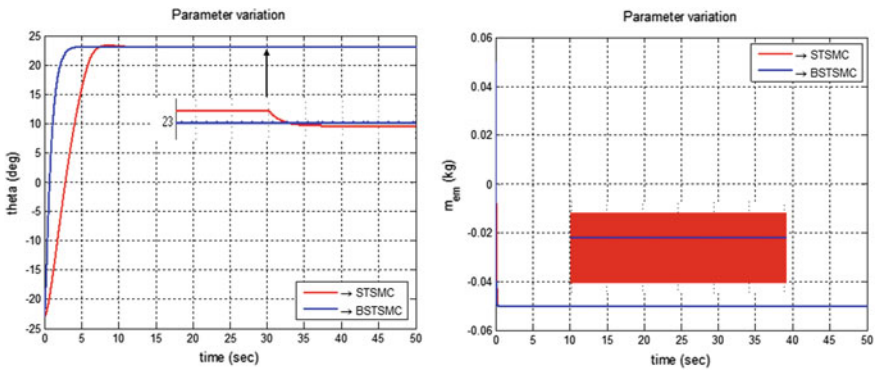 Parameter variation
theta (deg)
25
20
15
10
5
0
-5
-10
-15
-20
-25
23
→ STSMC
→ BSTSMC
0 5 10 15 20 25 30 35 40 45 50
time (sec)
Parameter variation
m_em (kg)
0.06
0.04
0.02
0
-0.02
-0.04
-0.06
→ STSMC
→ BSTSMC
0 5 10 15 20 25 30 35 40 45 50
time (sec)